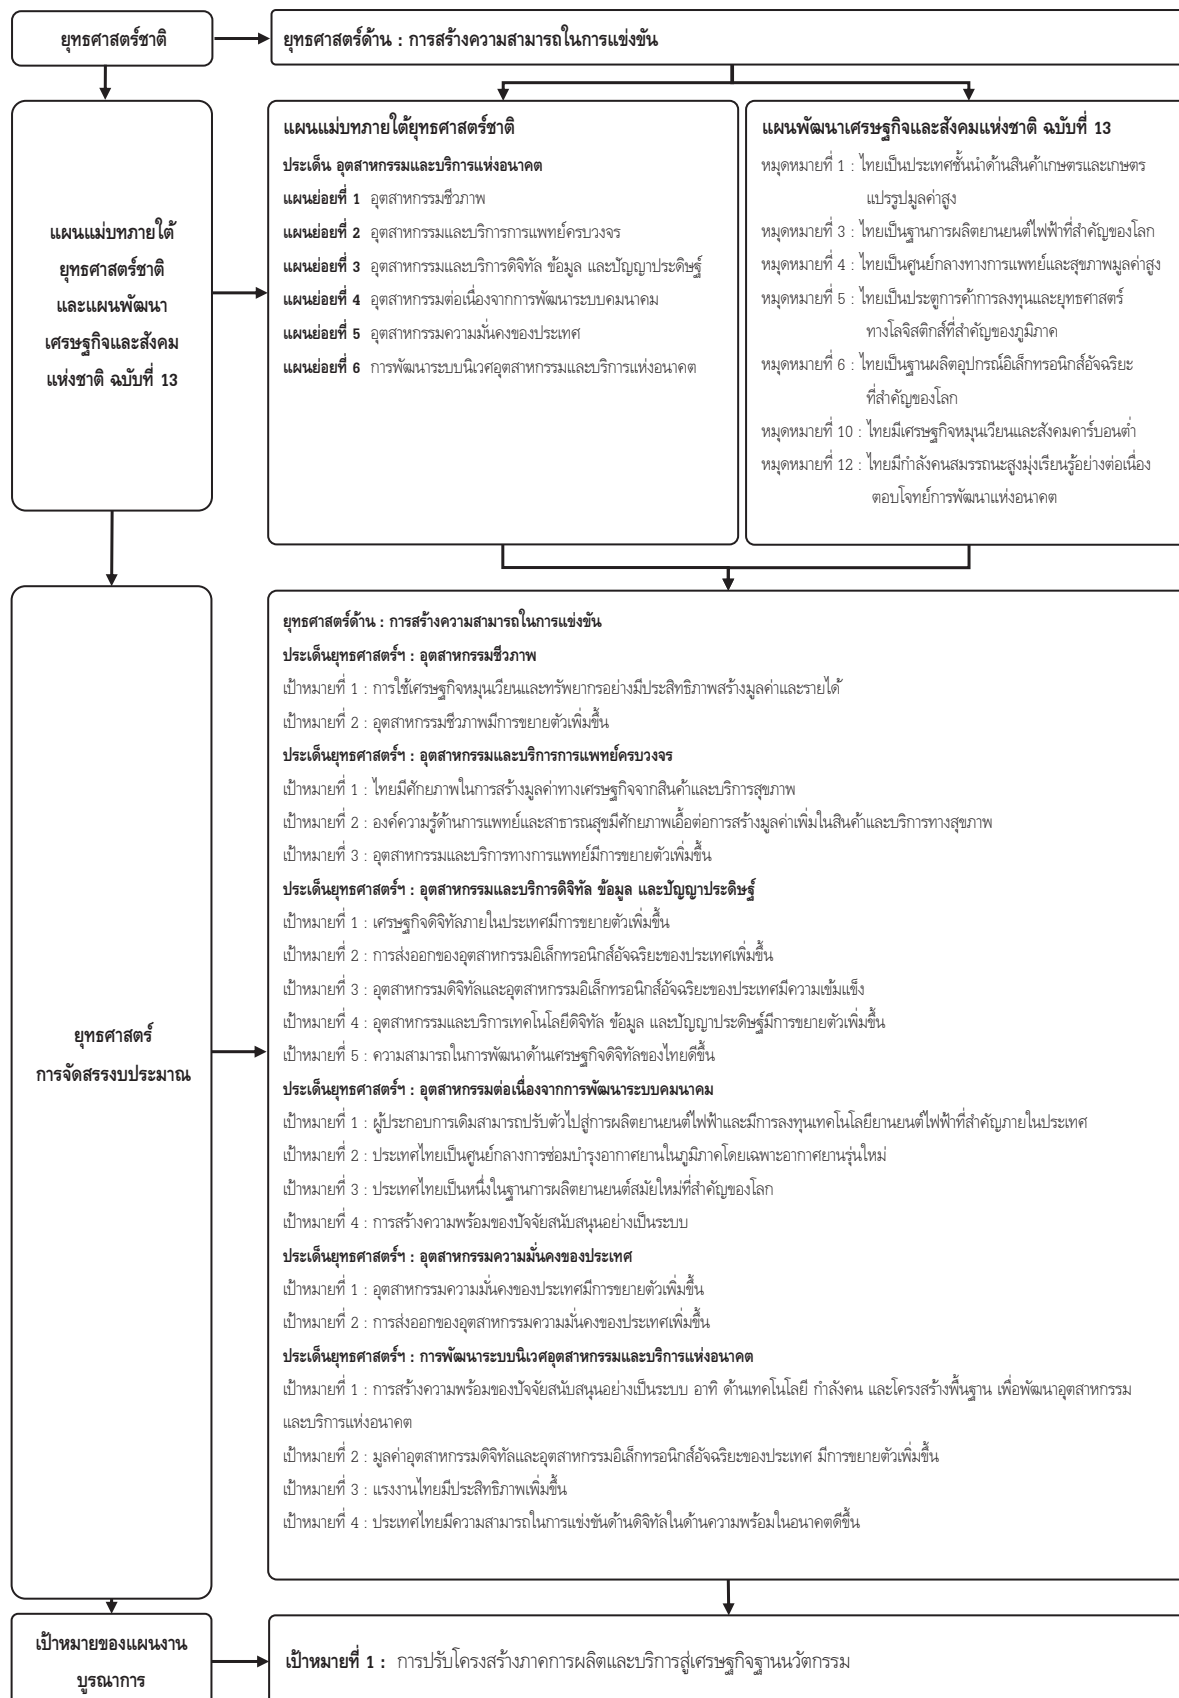 ยุทธศาสตร์ชาติ
ยุทธศาสตร์ด้าน : การสร้างความสามารถในการแข่งขัน
แผนแม่บทภายใต้
ยุทธศาสตร์ชาติ
และแผนพัฒนา
เศรษฐกิจและสังคม
แห่งชาติ ฉบับที่ 13
แผนแม่บทภายใต้ยุทธศาสตร์ชาติ
ประเด็น อุตสาหกรรมและบริการแห่งอนาคต
แผนย่อยที่ 1 อุตสาหกรรมชีวภาพ
แผนย่อยที่ 2 อุตสาหกรรมและบริการการแพทย์ครบวงจร
แผนย่อยที่ 3 อุตสาหกรรมและบริการดิจิทัล ข้อมูล และปัญญาประดิษฐ์
แผนย่อยที่ 4 อุตสาหกรรมต่อเนื่องจากการพัฒนาระบบคมนาคม
แผนย่อยที่ 5 อุตสาหกรรมความมั่นคงของประเทศ
แผนย่อยที่ 6 การพัฒนาระบบนิเวศอุตสาหกรรมและบริการแห่งอนาคต
แผนพัฒนาเศรษฐกิจและสังคมแห่งชาติ ฉบับที่ 13
หมุดหมายที่ 1 : ไทยเป็นประเทศชั้นนำด้านสินค้าเกษตรและเกษตร
แปรรูปมูลค่าสูง
หมุดหมายที่ 3 : ไทยเป็นฐานการผลิตยานยนต์ไฟฟ้าที่สำคัญของโลก
หมุดหมายที่ 4 : ไทยเป็นศูนย์กลางทางการแพทย์และสุขภาพมูลค่าสูง
หมุดหมายที่ 5 : ไทยเป็นประตูการค้าการลงทุนและยุทธศาสตร์
ทางโลจิสติกส์ที่สำคัญของภูมิภาค
หมุดหมายที่ 6 : ไทยเป็นฐานผลิตอุปกรณ์อิเล็กทรอนิกส์อัจฉริยะ
ที่สำคัญของโลก
หมุดหมายที่ 10 : ไทยมีเศรษฐกิจหมุนเวียนและสังคมคาร์บอนต่ำ
หมุดหมายที่ 12 : ไทยมีกำลังคนสมรรถนะสูงมุ่งเรียนรู้อย่างต่อเนื่อง
ตอบโจทย์การพัฒนาแห่งอนาคต
ยุทธศาสตร์
การจัดสรรงบประมาณ
ยุทธศาสตร์ด้าน : การสร้างความสามารถในการแข่งขัน
ประเด็นยุทธศาสตร์ฯ : อุตสาหกรรมชีวภาพ
เป้าหมายที่ 1 : การใช้เศรษฐกิจหมุนเวียนและทรัพยากรอย่างมีประสิทธิภาพสร้างมูลค่าและรายได้
เป้าหมายที่ 2 : อุตสาหกรรมชีวภาพมีการขยายตัวเพิ่มขึ้น
ประเด็นยุทธศาสตร์ฯ : อุตสาหกรรมและบริการการแพทย์ครบวงจร
เป้าหมายที่ 1 : ไทยมีศักยภาพในการสร้างมูลค่าทางเศรษฐกิจจากสินค้าและบริการสุขภาพ
เป้าหมายที่ 2 : องค์ความรู้ด้านการแพทย์และสาธารณสุขมีศักยภาพเอื้อต่อการสร้างมูลค่าเพิ่มในสินค้าและบริการทางสุขภาพ
เป้าหมายที่ 3 : อุตสาหกรรมและบริการทางการแพทย์มีการขยายตัวเพิ่มขึ้น
ประเด็นยุทธศาสตร์ฯ : อุตสาหกรรมและบริการดิจิทัล ข้อมูล และปัญญาประดิษฐ์
เป้าหมายที่ 1 : เศรษฐกิจดิจิทัลภายในประเทศมีการขยายตัวเพิ่มขึ้น
เป้าหมายที่ 2 : การส่งออกของอุตสาหกรรมอิเล็กทรอนิกส์อัจฉริยะของประเทศเพิ่มขึ้น
เป้าหมายที่ 3 : อุตสาหกรรมดิจิทัลและอุตสาหกรรมอิเล็กทรอนิกส์อัจฉริยะของประเทศมีความเข้มแข็ง
เป้าหมายที่ 4 : อุตสาหกรรมและบริการเทคโนโลยีดิจิทัล ข้อมูล และปัญญาประดิษฐ์มีการขยายตัวเพิ่มขึ้น
เป้าหมายที่ 5 : ความสามารถในการพัฒนาด้านเศรษฐกิจดิจิทัลของไทยดีขึ้น
ประเด็นยุทธศาสตร์ฯ : อุตสาหกรรมต่อเนื่องจากการพัฒนาระบบคมนาคม
เป้าหมายที่ 1 : ผู้ประกอบการเดิมสามารถปรับตัวไปสู่การผลิตยานยนต์ไฟฟ้าและมีการลงทุนเทคโนโลยียานยนต์ไฟฟ้าที่สำคัญภายในประเทศ
เป้าหมายที่ 2 : ประเทศไทยเป็นศูนย์กลางการซ่อมบำรุงอากาศยานในภูมิภาคโดยเฉพาะอากาศยานรุ่นใหม่
เป้าหมายที่ 3 : ประเทศไทยเป็นหนึ่งในฐานการผลิตยานยนต์สมัยใหม่ที่สำคัญของโลก
เป้าหมายที่ 4 : การสร้างความพร้อมของปัจจัยสนับสนุนอย่างเป็นระบบ
ประเด็นยุทธศาสตร์ฯ : อุตสาหกรรมความมั่นคงของประเทศ
เป้าหมายที่ 1 : อุตสาหกรรมความมั่นคงของประเทศมีการขยายตัวเพิ่มขึ้น
เป้าหมายที่ 2 : การส่งออกของอุตสาหกรรมความมั่นคงของประเทศเพิ่มขึ้น
ประเด็นยุทธศาสตร์ฯ : การพัฒนาระบบนิเวศอุตสาหกรรมและบริการแห่งอนาคต
เป้าหมายที่ 1 : การสร้างความพร้อมของปัจจัยสนับสนุนอย่างเป็นระบบ อาทิ ด้านเทคโนโลยี กำลังคน และโครงสร้างพื้นฐาน เพื่อพัฒนาอุตสาหกรรม
และบริการแห่งอนาคต
เป้าหมายที่ 2 : มูลค่าอุตสาหกรรมดิจิทัลและอุตสาหกรรมอิเล็กทรอนิกส์อัจฉริยะของประเทศ มีการขยายตัวเพิ่มขึ้น
เป้าหมายที่ 3 : แรงงานไทยมีประสิทธิภาพเพิ่มขึ้น
เป้าหมายที่ 4 : ประเทศไทยมีความสามารถในการแข่งขันด้านดิจิทัลในด้านความพร้อมในอนาคตดีขึ้น
เป้าหมายของแผนงาน
บูรณาการ
เป้าหมายที่ 1 : การปรับโครงสร้างภาคการผลิตและบริการสู่เศรษฐกิจฐานนวัตกรรม